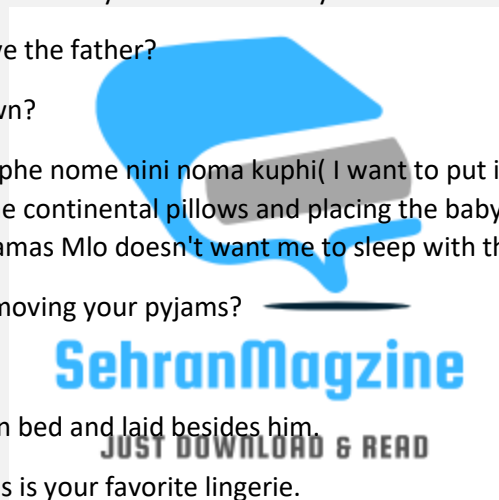 e the father?
n?
phe nome nini noma kuphi( I want to put i
e continental pillows and placing the baby
amas Mlo doesn't want me to sleep with th
moving your pyjams?
SehranMagzine
n bed and laid besides him.
JUST DOWNLOAD & READ
s is your favorite lingerie.